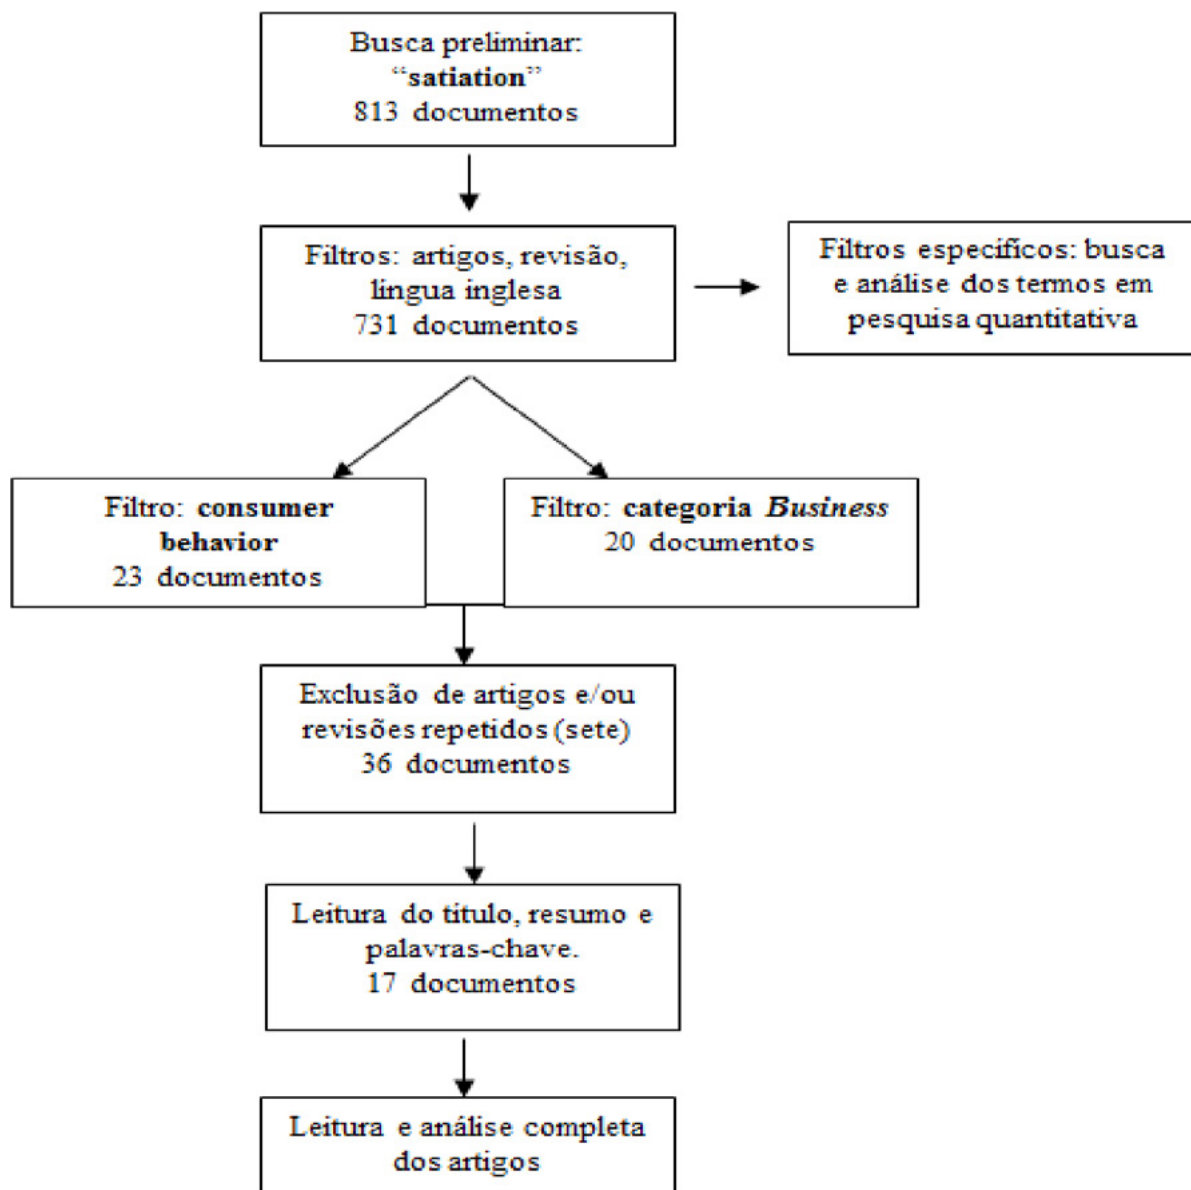 Busca preliminar:
“satiation”
813 documentos
Filtros: artigos, revisão,
língua inglesa
731 documentos
Filtros específicos: busca
e análise dos termos em
pesquisa quantitativa
Filtro: consumer
behavior
23 documentos
Filtro: categoria Business
20 documentos
Exclusão de artigos e/ou
revisões repetidos (sete)
36 documentos
Leitura do título, resumo e
palavras-chave.
17 documentos
Leitura e análise completa
dos artigos